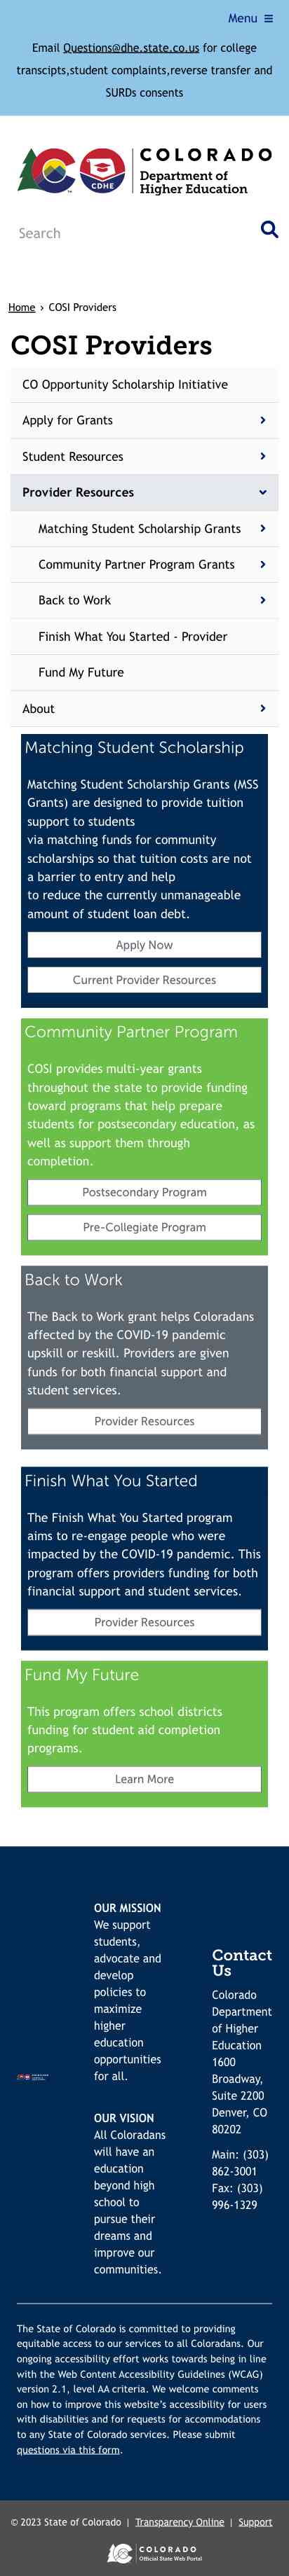 Menu
Email Questions@dhe.state.co.us for college
transcipts,student complaints,reverse transfer and
SURDs consents
CDHE
COLORADO
Department of
Higher Education
Search
Home › COSI Providers
COSI Providers
CO Opportunity Scholarship Initiative
Apply for Grants
Student Resources
Provider Resources
Matching Student Scholarship Grants
Community Partner Program Grants
Back to Work
Finish What You Started - Provider
Fund My Future
About
Matching Student Scholarship
Matching Student Scholarship Grants (MSS
Grants) are designed to provide tuition
support to students
via matching funds for community
scholarships so that tuition costs are not
a barrier to entry and help
to reduce the currently unmanageable
amount of student loan debt.
Apply Now
Current Provider Resources
Community Partner Program
COSI provides multi-year grants
throughout the state to provide funding
toward programs that help prepare
students for postsecondary education, as
well as support them through
completion.
Postsecondary Program
Pre-Collegiate Program
Back to Work
The Back to Work grant helps Coloradans
affected by the COVID-19 pandemic
upskill or reskill. Providers are given
funds for both financial support and
student services.
Provider Resources
Finish What You Started
The Finish What You Started program
aims to re-engage people who were
impacted by the COVID-19 pandemic. This
program offers providers funding for both
financial support and student services.
Provider Resources
Fund My Future
This program offers school districts
funding for student aid completion
programs.
Learn More
OUR MISSION
We support
students,
advocate and
develop
policies to
maximize
higher
education
opportunities
for all.
OUR VISION
All Coloradans
will have an
education
beyond high
school to
pursue their
dreams and
improve our
communities.
Contact
Us
Colorado
Department
of Higher
Education
1600
Broadway,
Suite 2200
Denver, CO
80202
Main: (303)
862-3001
Fax: (303)
996-1329
The State of Colorado is committed to providing
equitable access to our services to all Coloradans. Our
ongoing accessibility effort works towards being in line
with the Web Content Accessibility Guidelines (WCAG)
version 2.1, level AA criteria. We welcome comments
on how to improve this website's accessibility for users
with disabilities and for requests for accommodations
to any State of Colorado services. Please submit
questions via this form.
© 2023 State of Colorado | Transparency Online | Support
COLORADO
Official State Web Portal